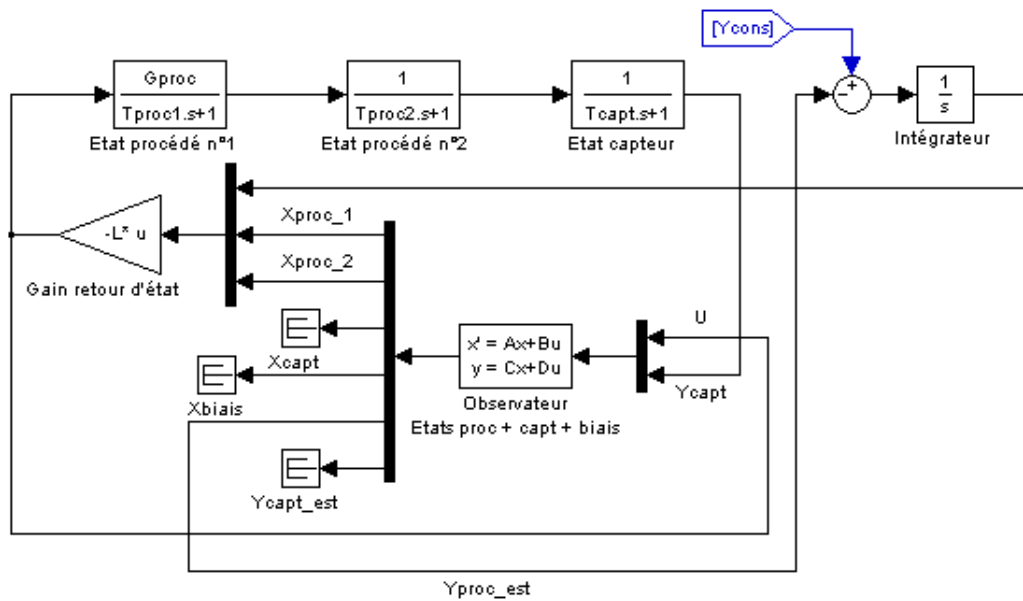 [Ycons]
Gproc
Tproc1.s+1
Etat procédé n°1
1
Tproc2.s+1
Etat procédé n°2
1
Tcapt.s+1
Etat capteur
- +
1
s
Intégrateur
-L* u
Gain retour d'état
Xproc_1
Xproc_2
Xcapt
Xbiais
Ycapt_est
x' = Ax+Bu
y = Cx+Du
Observateur
Etats proc + capt + biais
U
Ycapt
Yproc_est